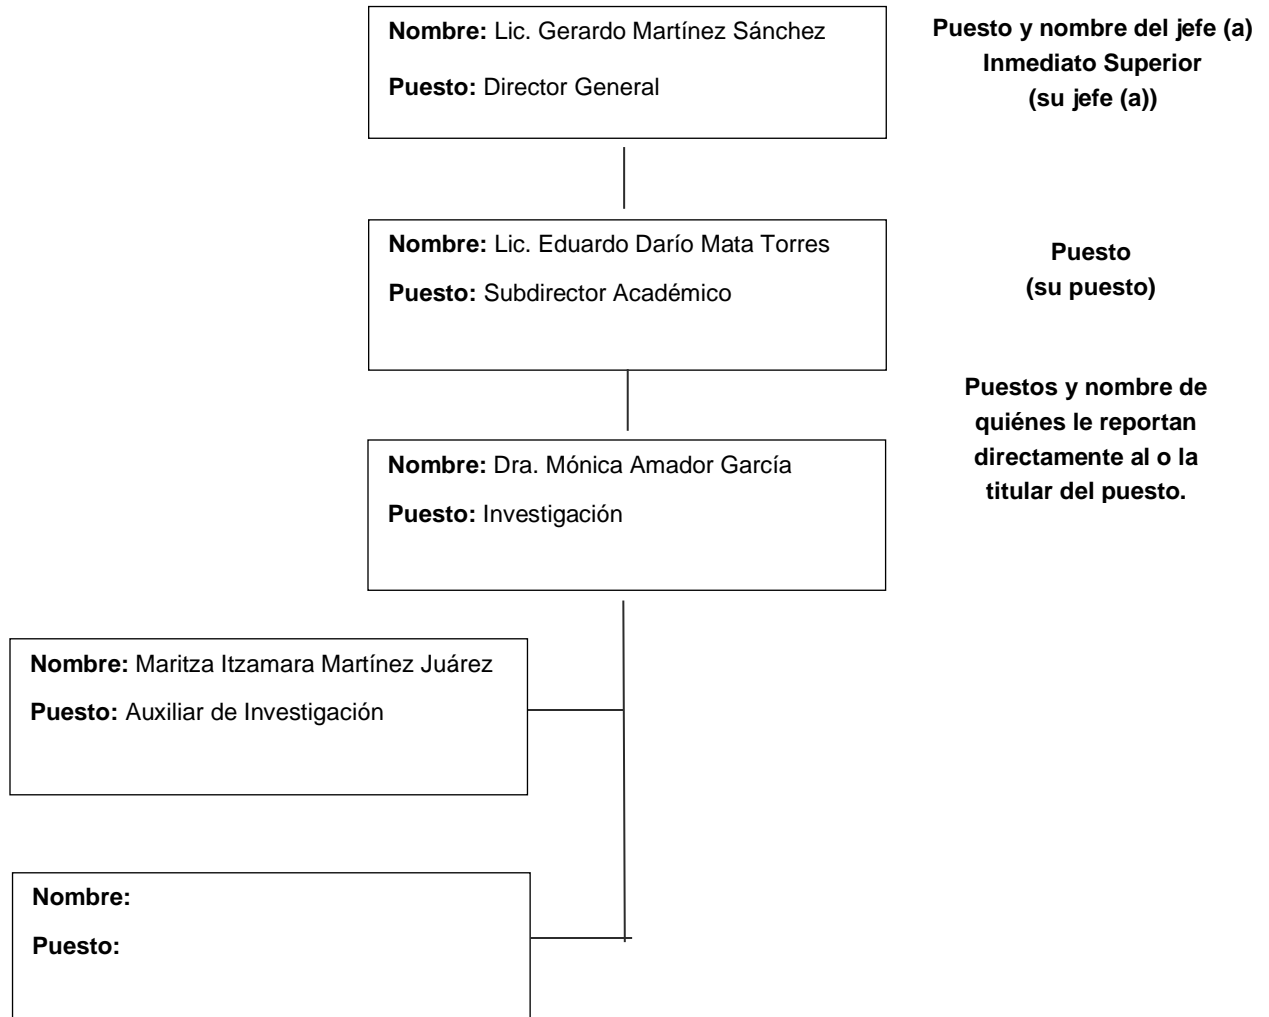 Nombre: Lic. Gerardo Martínez Sánchez
Puesto: Director General
Puesto y nombre del jefe (a)
Inmediato Superior
(su jefe (a))
Nombre: Lic. Eduardo Darío Mata Torres
Puesto: Subdirector Académico
Puesto
(su puesto)
Puestos y nombre de
quiénes le reportan
directamente al o la
titular del puesto.
Nombre: Dra. Mónica Amador García
Puesto: Investigación
Nombre: Maritza Itzamara Martínez Juárez
Puesto: Auxiliar de Investigación
Nombre:
Puesto: